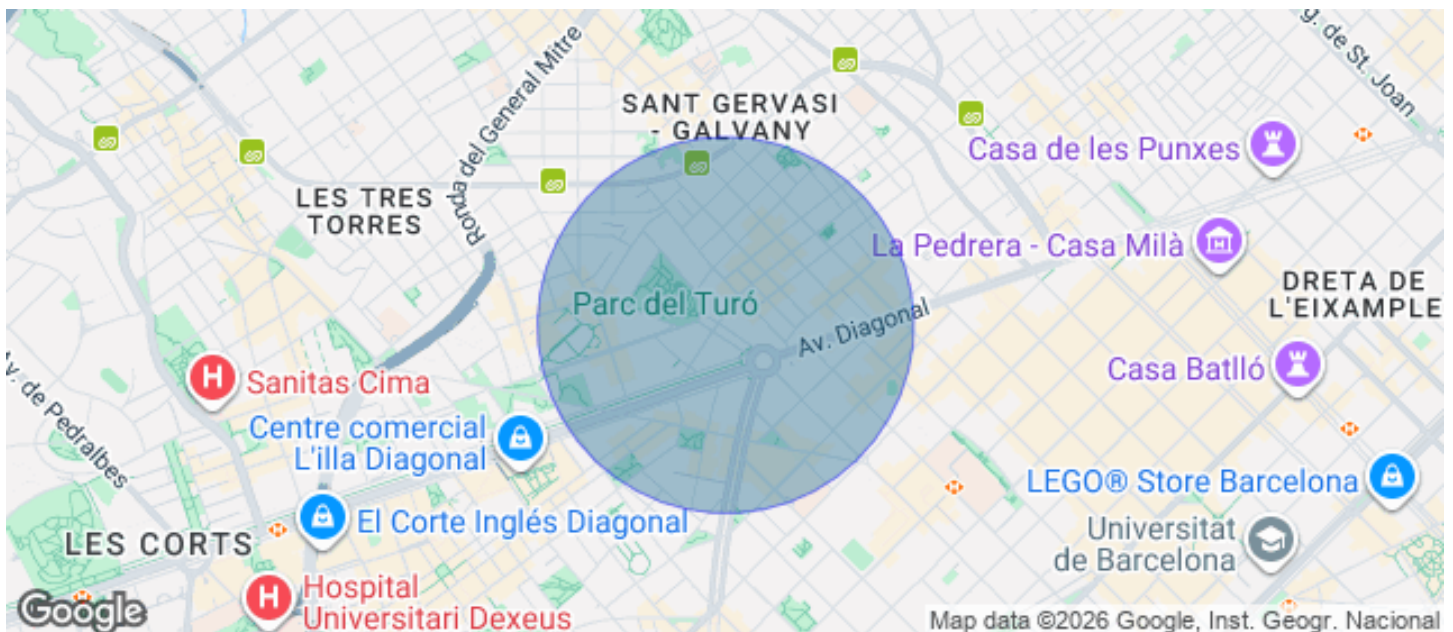 g. de St. Joan
Ronda del General Mitre
SANT GERVASI
- GALVANY
Casa de les Punxes
LES TRES
TORRES
La Pedrera - Casa Milà
DRETA DE
L'EIXAMPLE
Parc del Turó
Av. Diagonal
Av. de Pedralbes
H
Sanitas Cima
Casa Batlló
Centre comercial
L'illa Diagonal
LEGO® Store Barcelona
El Corte Inglés Diagonal
Universitat
de Barcelona
LES CORTS
H
Hospital
Universitari Dexeus
Google
Map data ©2026 Google, Inst. Geogr. Nacional